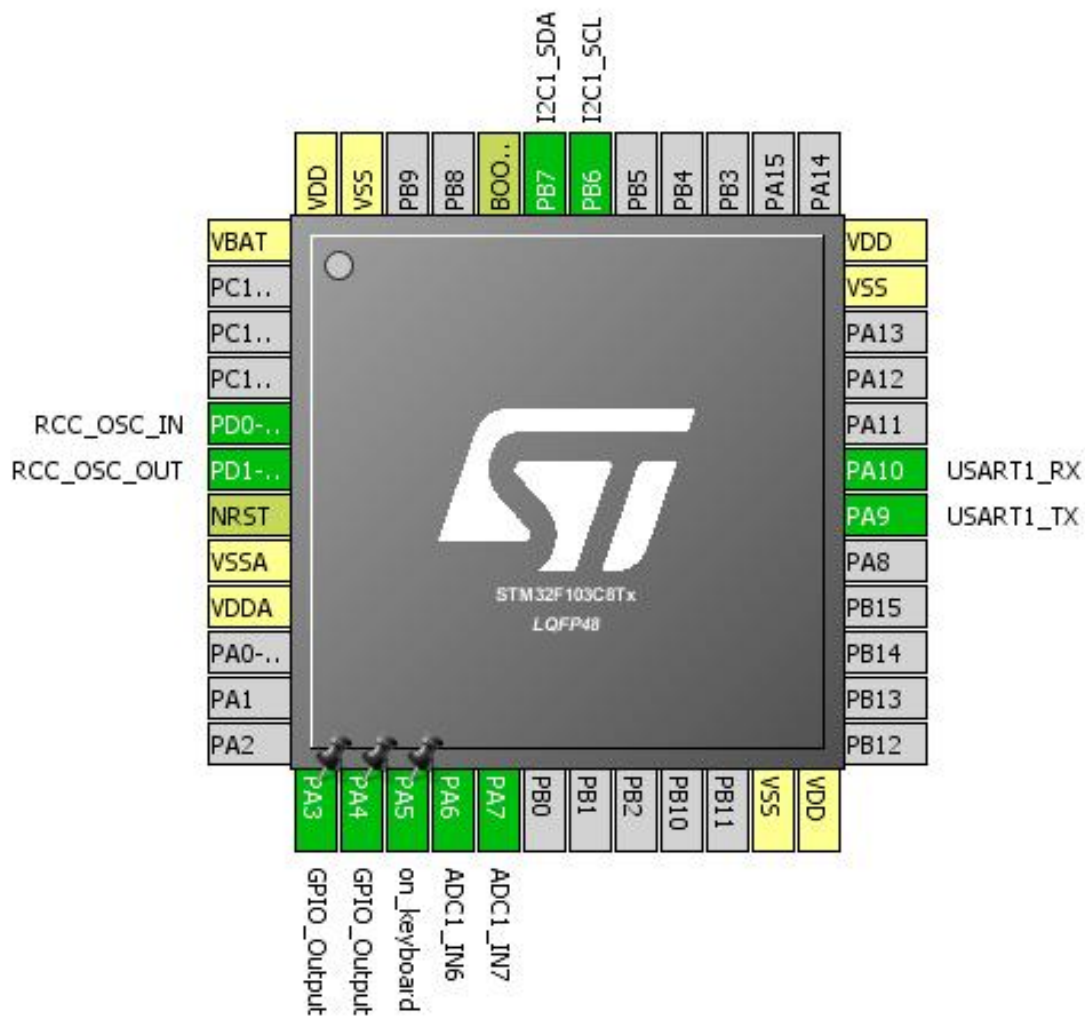 I2C1_SDA
I2C1_SCL
VDD
VSS
PB9
PB8
BOO..
PB7
PB6
PB5
PB4
PB3
PA15
PA14
VBAT
PC1..
PC1..
PC1..
RCC_OSC_IN PD0-..
RCC_OSC_OUT PD1-..
NRST
VSSA
VDDA
PA0-..
PA1
PA2
VDD
VSS
PA13
PA12
PA11
PA10 USART1_RX
PA9 USART1_TX
PA8
PB15
PB14
PB13
PB12
ST
STM32F103C8Tx
LQFP48
PA3
PA4
PA5
PA6
PA7
PB0
PB1
PB2
PB10
PB11
VSS
VDD
GPIO_Output
GPIO_Output
on_keyboard
ADC1_IN6
ADC1_IN7